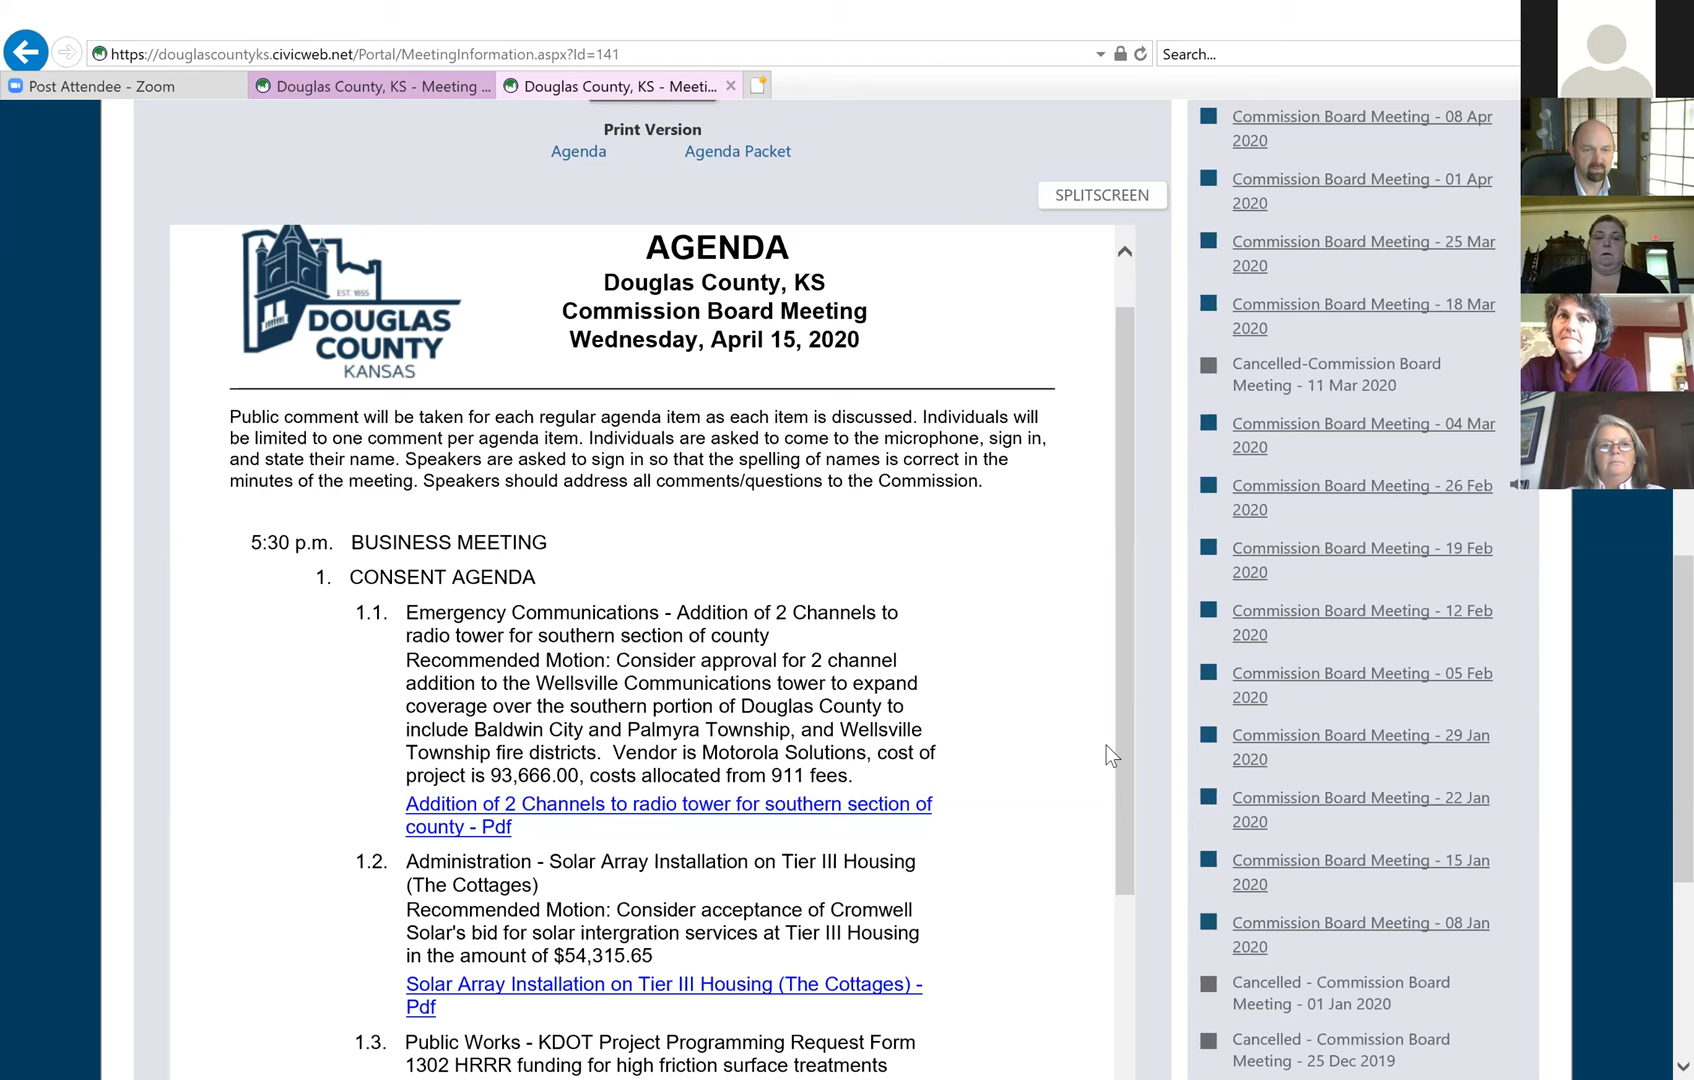 https://douglascountyks.civicweb.net/Portal/MeetingInformation.aspx?Id=141
Search...
Post Attendee - Zoom
Douglas County, KS - Meeting ...
Douglas County, KS - Meeti...
Print Version
Agenda
Agenda Packet
SPLITSCREEN
EST. 1855
DOUGLAS
COUNTY
KANSAS
AGENDA
Douglas County, KS
Commission Board Meeting
Wednesday, April 15, 2020
Public comment will be taken for each regular agenda item as each item is discussed. Individuals will
be limited to one comment per agenda item. Individuals are asked to come to the microphone, sign in,
and state their name. Speakers are asked to sign in so that the spelling of names is correct in the
minutes of the meeting. Speakers should address all comments/questions to the Commission.
5:30 p.m. BUSINESS MEETING
1. CONSENT AGENDA
1.1. Emergency Communications - Addition of 2 Channels to
radio tower for southern section of county
Recommended Motion: Consider approval for 2 channel
addition to the Wellsville Communications tower to expand
coverage over the southern portion of Douglas County to
include Baldwin City and Palmyra Township, and Wellsville
Township fire districts. Vendor is Motorola Solutions, cost of
project is 93,666.00, costs allocated from 911 fees.
Addition of 2 Channels to radio tower for southern section of
county - Pdf
1.2. Administration - Solar Array Installation on Tier III Housing
(The Cottages)
Recommended Motion: Consider acceptance of Cromwell
Solar's bid for solar intergration services at Tier III Housing
in the amount of $54,315.65
Solar Array Installation on Tier III Housing (The Cottages) -
Pdf
1.3. Public Works - KDOT Project Programming Request Form
1302 HRRR funding for high friction surface treatments
Commission Board Meeting - 08 Apr
2020
Commission Board Meeting - 01 Apr
2020
Commission Board Meeting - 25 Mar
2020
Commission Board Meeting - 18 Mar
2020
Cancelled-Commission Board
Meeting - 11 Mar 2020
Commission Board Meeting - 04 Mar
2020
Commission Board Meeting - 26 Feb
2020
Commission Board Meeting - 19 Feb
2020
Commission Board Meeting - 12 Feb
2020
Commission Board Meeting - 05 Feb
2020
Commission Board Meeting - 29 Jan
2020
Commission Board Meeting - 22 Jan
2020
Commission Board Meeting - 15 Jan
2020
Commission Board Meeting - 08 Jan
2020
Cancelled - Commission Board
Meeting - 01 Jan 2020
Cancelled - Commission Board
Meeting - 25 Dec 2019